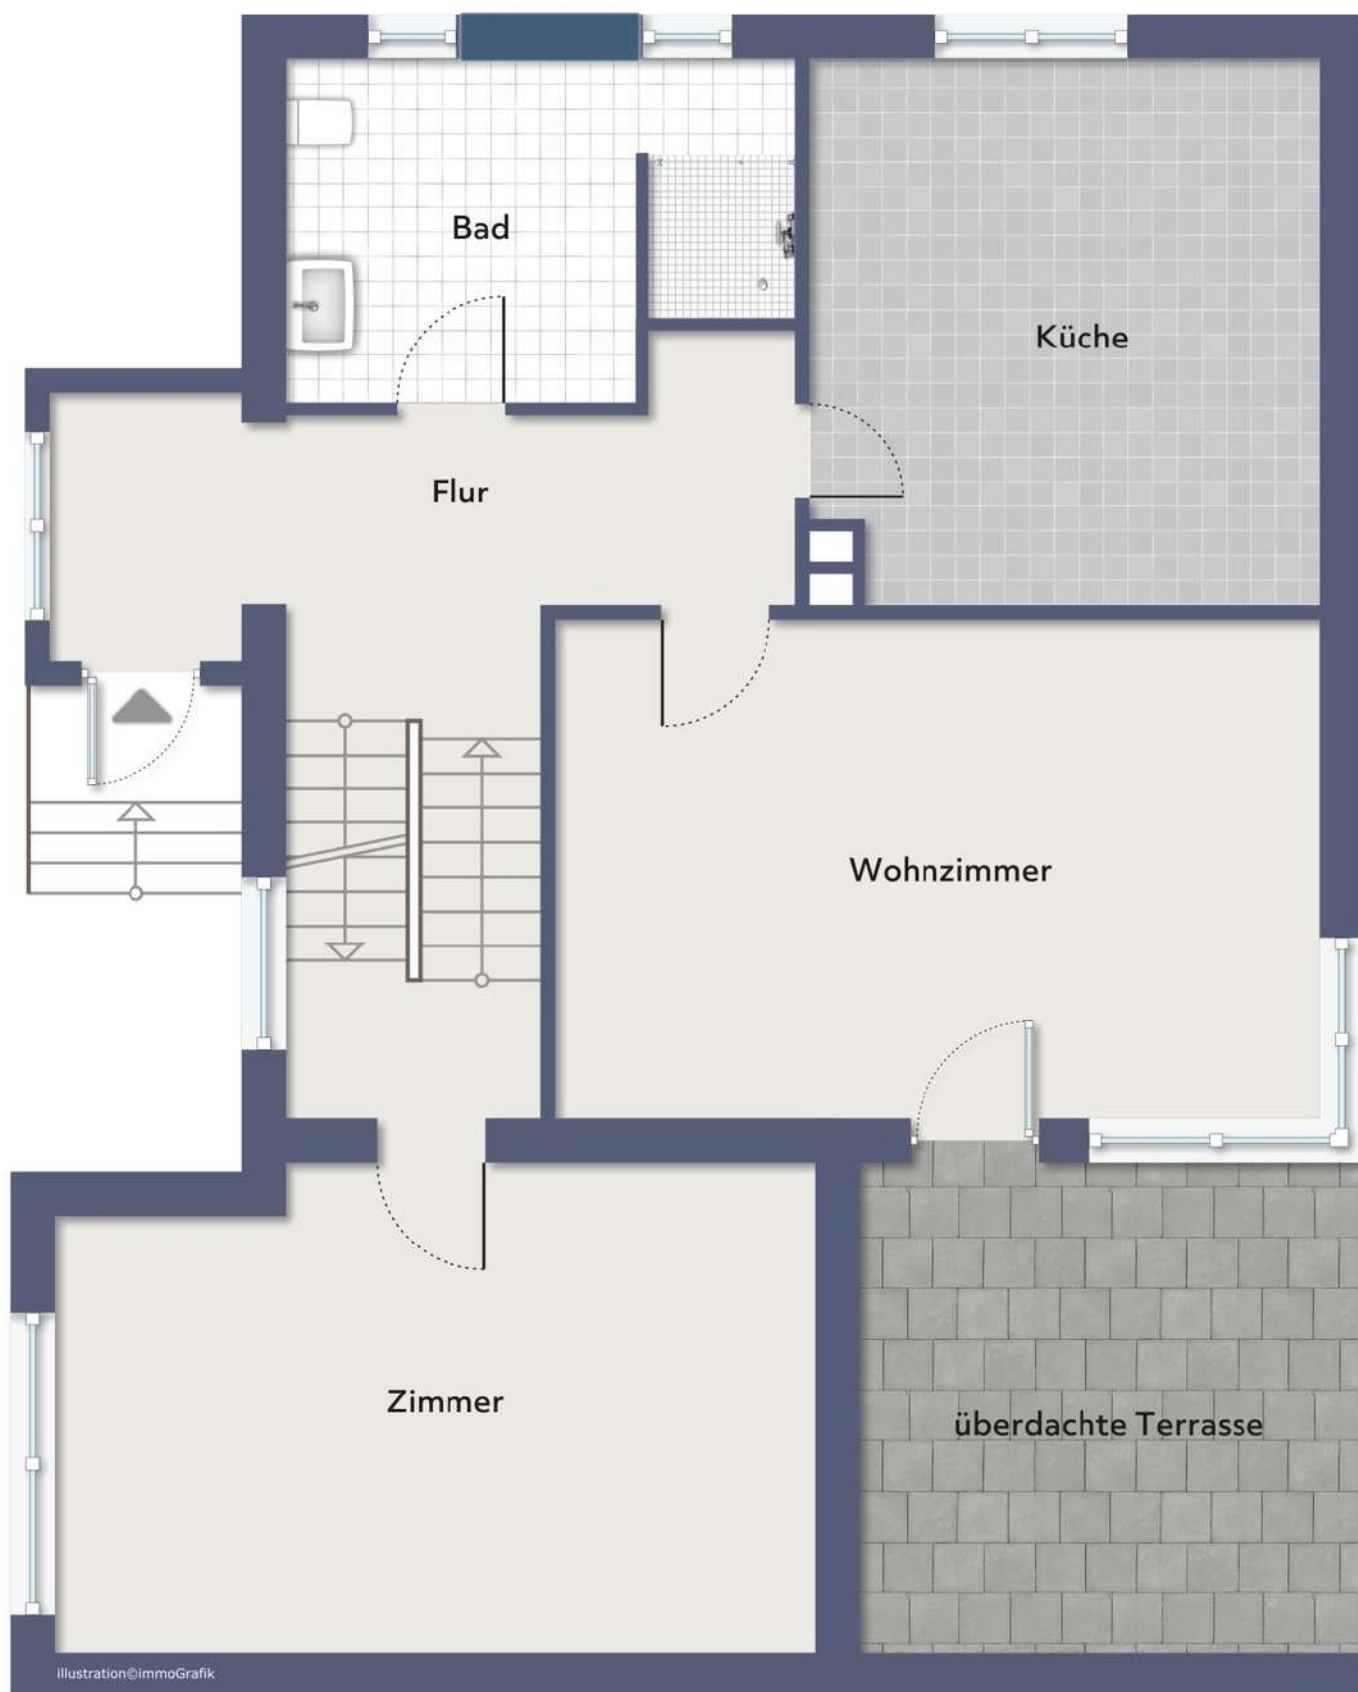 Bad
Küche
Flur
Wohnzimmer
Zimmer
überdachte Terrasse
illustration©immoGrafik